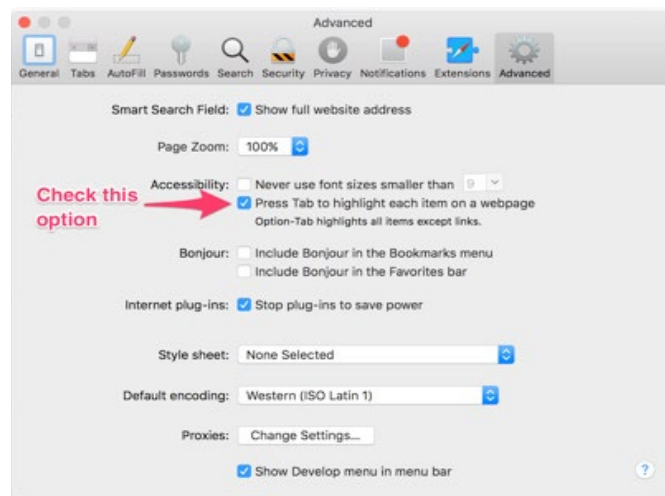 Advanced
General Tabs AutoFill Passwords Search Security Privacy Notifications Extensions Advanced
Smart Search Field: Show full website address
Page Zoom: 100%
Accessibility: Never use font sizes smaller than 9
Check this option
Press Tab to highlight each item on a webpage
Option-Tab highlights all items except links.
Bonjour: Include Bonjour in the Bookmarks menu
Include Bonjour in the Favorites bar
Internet plug-ins: Stop plug-ins to save power
Style sheet: None Selected
Default encoding: Western (ISO Latin 1)
Proxies: Change Settings...
Show Develop menu in menu bar
?